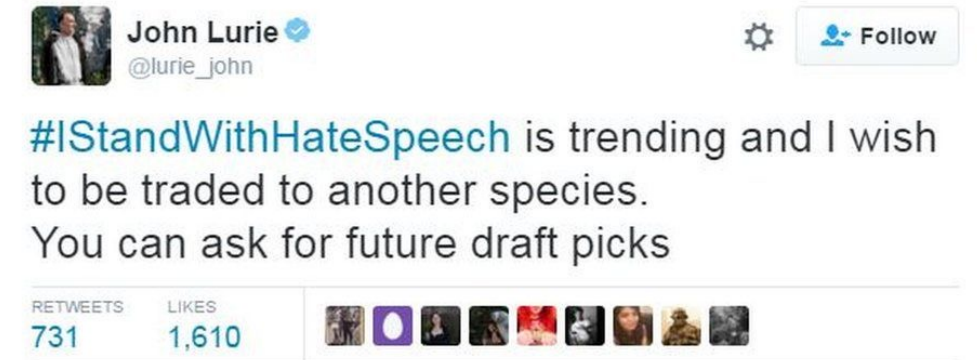 John Lurie
@lurie_john
Follow
#IStandWithHateSpeech is trending and I wish
to be traded to another species.
You can ask for future draft picks
RETWEETS LIKES
731 1,610